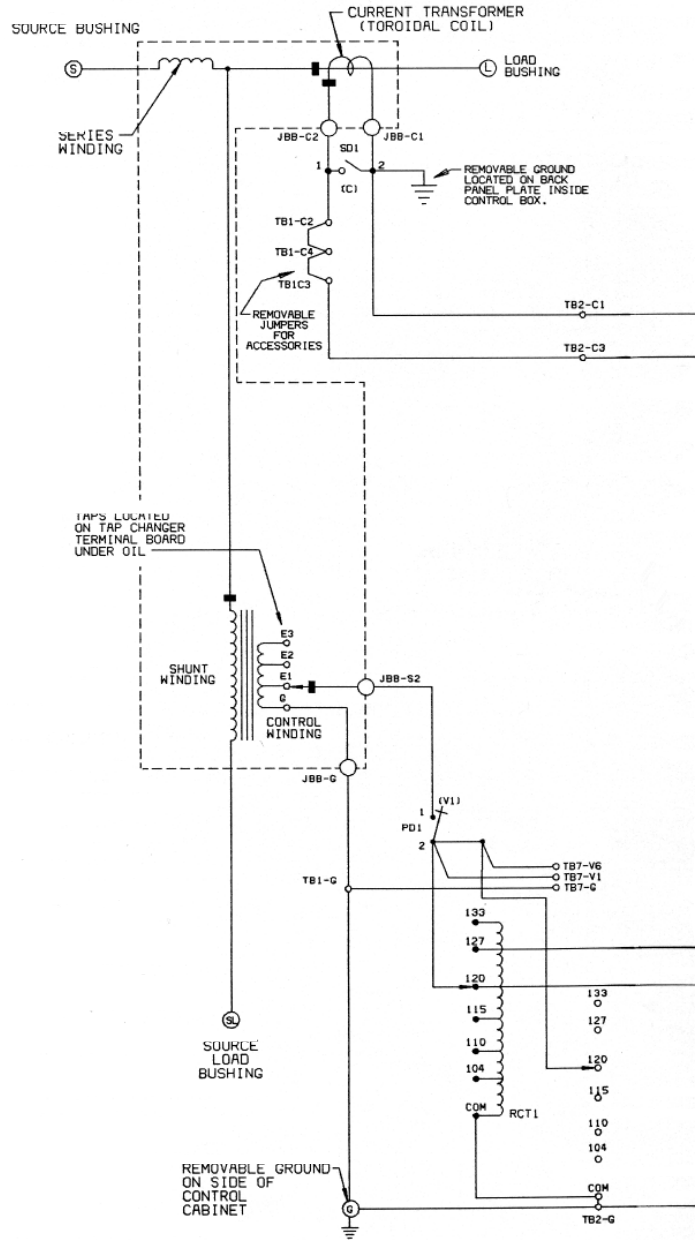 CURRENT TRANSFORMER
(TOROIDAL COIL)
SOURCE BUSHING
S
L
LOAD
BUSHING
SERIES
WINDING
JBB-C2
JBB-C1
SD1
1
2
(C)
REMOVABLE GROUND
LOCATED ON BACK
PANEL PLATE INSIDE
CONTROL BOX.
TB1-C2
TB1-C4
TB1C3
REMOVABLE
JUMPERS
FOR
ACCESSORIES
TB2-C1
TB2-C3
TAPS LOCATED
ON TAP CHANGER
TERMINAL BOARD
UNDER OIL
E3
E2
E1
G
SHUNT
WINDING
CONTROL
WINDING
JBB-S2
JBB-G
(V1)
1
PD1
2
TB7-V6
TB7-V1
TB7-G
TB1-G
133
127
120
115
110
104
COM
RCT1
133
127
120
115
110
104
COM
TB2-G
SL
SOURCE
LOAD
BUSHING
REMOVABLE GROUND
ON SIDE OF
CONTROL
CABINET
G